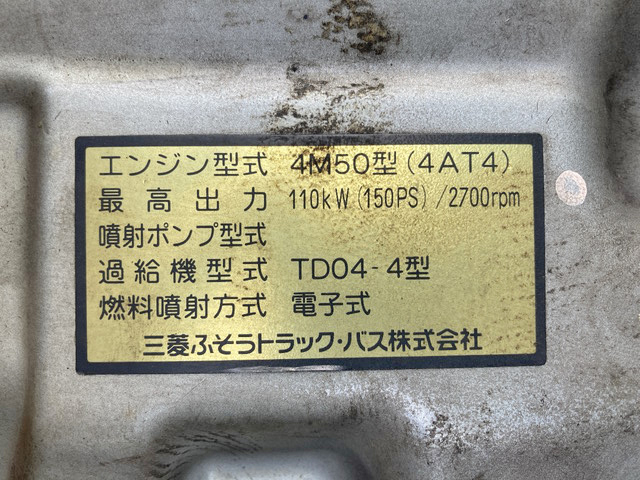 エンジン型式 4M50型(4AT4)
最高出力 110kW(150PS)/2700rpm
噴射ポンプ型式
過給機型式 TD04-4型
燃料噴射方式 電子式
三菱ふそうトラック・バス株式会社